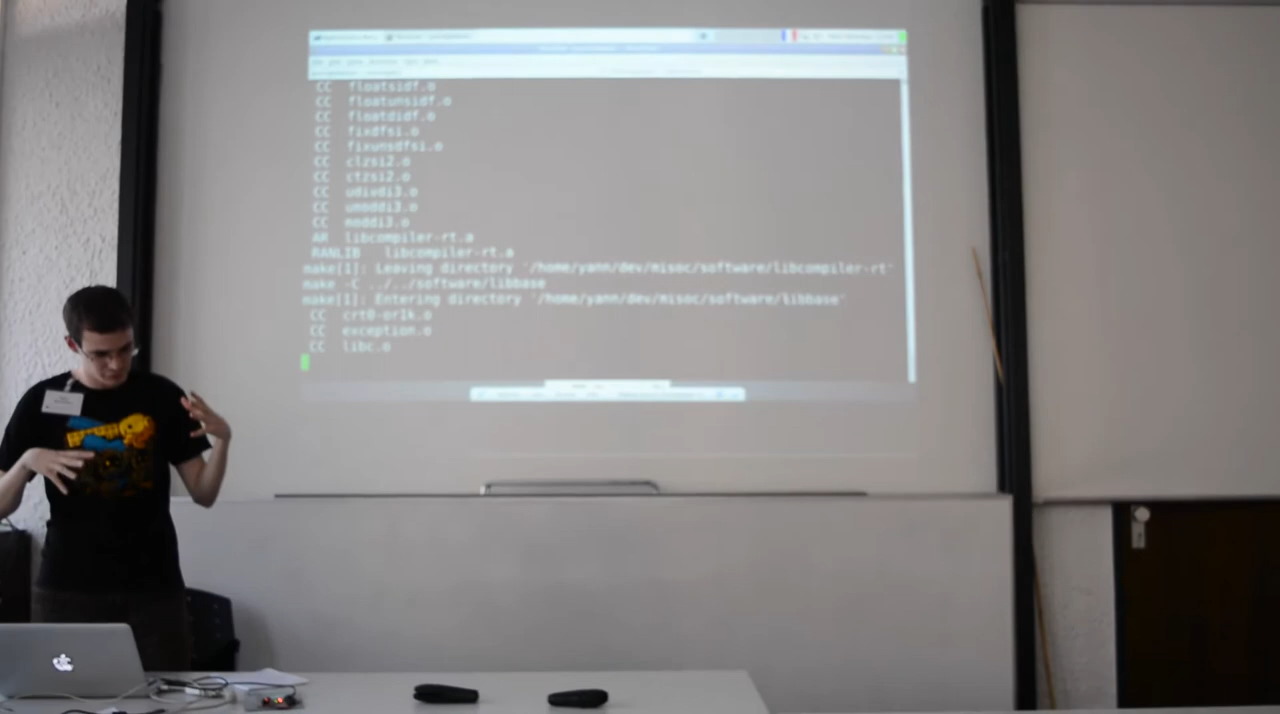 CC floatsidf.o
CC floatunsidf.o
CC floatdidf.o
CC fixdfsi.o
CC fixunsdfsi.o
CC clzsi2.o
CC ctzsi2.o
CC udivdi3.o
CC umoddi3.o
CC moddi3.o
AR libcompiler-rt.a
RANLIB libcompiler-rt.a
make[1]: Leaving directory '/home/yann/dev/misoc/software/libcompiler-rt'
make -C ../../software/libbase
make[1]: Entering directory '/home/yann/dev/misoc/software/libbase'
CC crt0-or1k.o
CC exception.o
CC libc.o